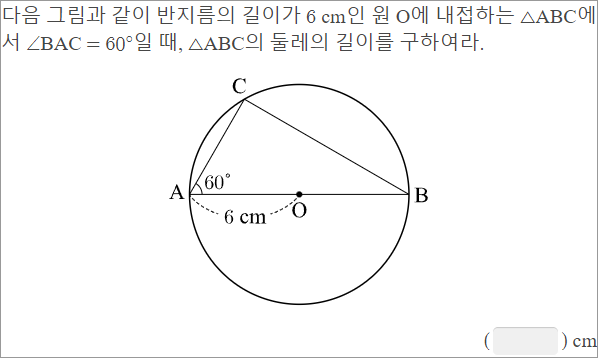 다음 그림과 같이 반지름의 길이가 6 cm인 원 O에 내접하는 △ABC에
서 ∠BAC = 60°일 때, △ABC의 둘레의 길이를 구하여라.
C
A 60° B
6 cm O
( ) cm